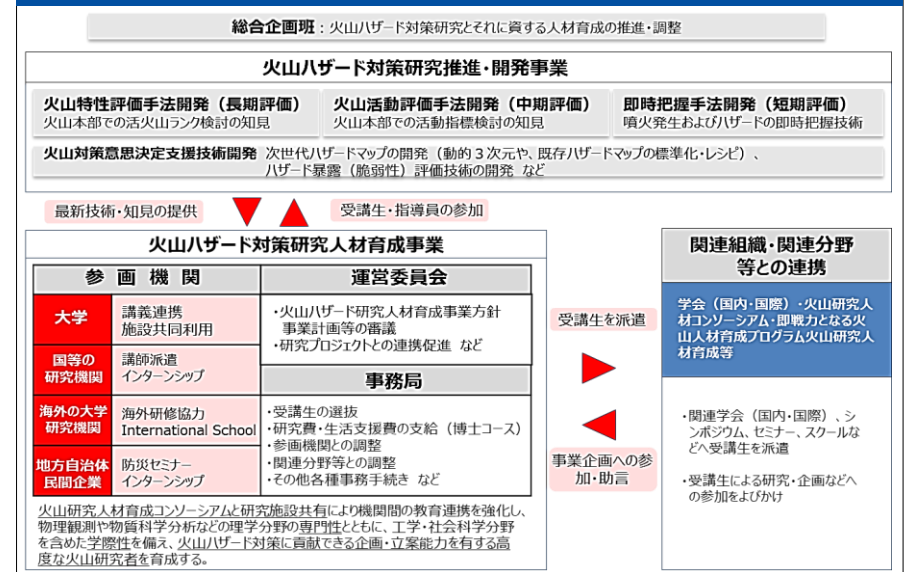 総合企画班：火山ハザード対策研究とそれに資する人材育成の推進・調整
火山ハザード対策研究推進・開発事業
火山特性評価手法開発（長期評価）
火山本部での活火山ランク検討の知見
火山活動評価手法開発（中期評価）
火山本部での活動指標検討の知見
即時把握手法開発（短期評価）
噴火発生およびハザードの即時把握技術
火山対策意思決定支援技術開発 次世代ハザードマップの開発（動的３次元や、既存ハザードマップの標準化・レシピ）、
ハザード暴露（脆弱性）評価技術の開発 など
最新技術・知見の提供
受講生・指導員の参加
火山ハザード対策研究人材育成事業
参 画 機 関
大学
講義連携
施設共同利用
国等の
研究機関
講師派遣
インターンシップ
海外の大学
研究機関
海外研修協力
International School
地方自治体
民間企業
防災セミナー
インターンシップ
運営委員会
・火山ハザード研究人材育成事業方針
事業計画等の審議
・研究プロジェクトとの連携促進 など
事務局
・受講生の選抜
・研究費・生活支援費の支給（博士コース）
・参画機関との調整
・関連分野等との調整
・その他各種事務手続き など
火山研究人材育成コンソーシアムと研究施設共有により機関間の教育連携を強化し、
物理観測や物質科学分析などの理学分野の専門性とともに、工学・社会科学分野
を含めた学際性を備え、火山ハザード対策に貢献できる企画・立案能力を有する高
度な火山研究者を育成する。
受講生を派遣
事業企画への参
加・助言
関連組織・関連分野
等との連携
学会（国内・国際）・火山研究人
材コンソーシアム・即戦力となる火
山人材育成プログラム火山研究人
材育成等
・関連学会（国内・国際）、シ
ンポジウム、セミナー、スクールな
どへ受講生を派遣
・受講生による研究・企画などへ
の参加をよびかけ